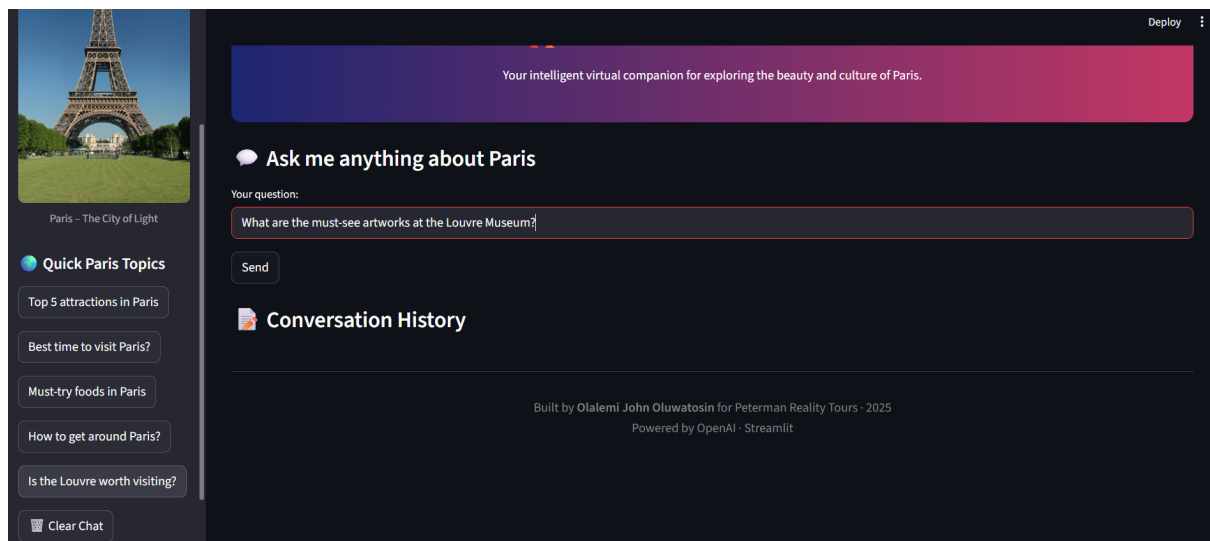 Deploy
Your intelligent virtual companion for exploring the beauty and culture of Paris.
Paris – The City of Light
Quick Paris Topics
Top 5 attractions in Paris
Best time to visit Paris?
Must-try foods in Paris
How to get around Paris?
Is the Louvre worth visiting?
Clear Chat
Ask me anything about Paris
Your question:
What are the must-see artworks at the Louvre Museum?
Send
Conversation History
Built by Olalemi John Oluwatosin for Peterman Reality Tours · 2025
Powered by OpenAI · Streamlit